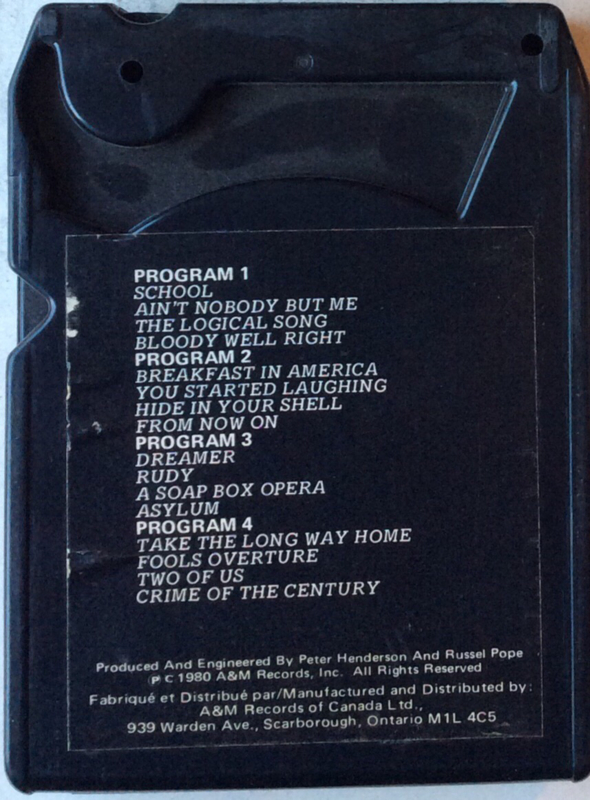 PROGRAM 1
SCHOOL
AIN'T NOBODY BUT ME
THE LOGICAL SONG
BLOODY WELL RIGHT
PROGRAM 2
BREAKFAST IN AMERICA
YOU STARTED LAUGHING
HIDE IN YOUR SHELL
FROM NOW ON
PROGRAM 3
DREAMER
RUDY
A SOAP BOX OPERA
ASYLUM
PROGRAM 4
TAKE THE LONG WAY HOME
FOOLS OVERTURE
TWO OF US
CRIME OF THE CENTURY
Produced And Engineered By Peter Henderson And Russel Pope
℗ C 1980 A&M Records, Inc. All Rights Reserved
Fabriqué et Distribué par/Manufactured and Distributed by:
A&M Records of Canada Ltd.,
939 Warden Ave., Scarborough, Ontario M1L 4C5